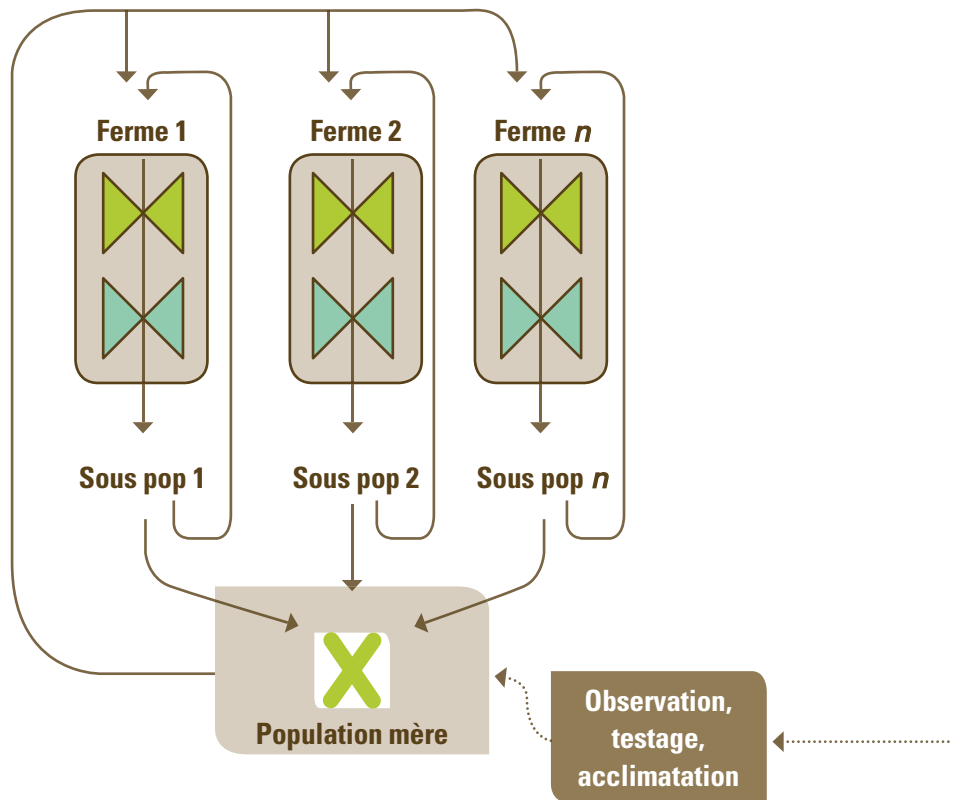 Ferme 1
Ferme 2
Ferme n
Sous pop 1
Sous pop 2
Sous pop n
X
Population mère
Observation,
testage,
acclimatation